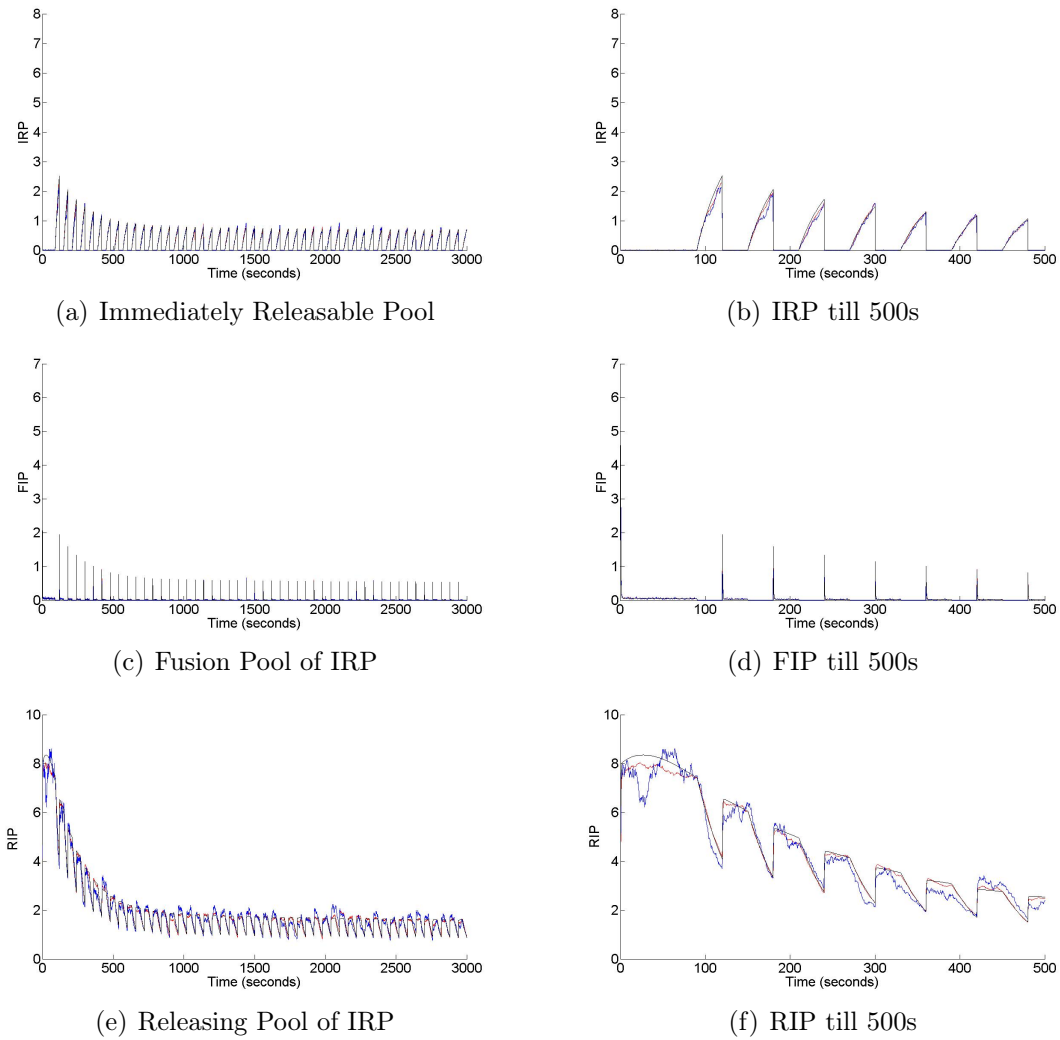 8
7
6
5
4
3
2
1
0
IRP
0 500 1000 1500 2000 2500 3000
Time (seconds)
(a) Immediately Releasable Pool
8
7
6
5
4
3
2
1
0
IRP
0 100 200 300 400 500
Time (seconds)
(b) IRP till 500s
7
6
5
4
3
2
1
0
FIP
0 500 1000 1500 2000 2500 3000
Time (seconds)
(c) Fusion Pool of IRP
7
6
5
4
3
2
1
0
FIP
0 100 200 300 400 500
Time (seconds)
(d) FIP till 500s
10
8
6
4
2
0
RIP
0 500 1000 1500 2000 2500 3000
Time (seconds)
(e) Releasing Pool of IRP
10
8
6
4
2
0
RIP
0 100 200 300 400 500
Time (seconds)
(f) RIP till 500s